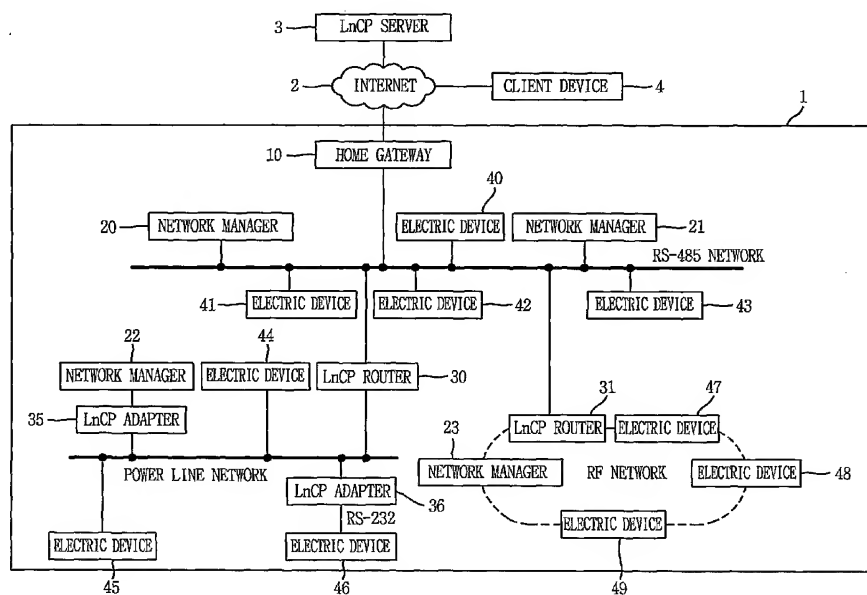 3 LnCP SERVER
2 INTERNET CLIENT DEVICE 4
1
10 HOME GATEWAY
40
20 NETWORK MANAGER ELECTRIC DEVICE NETWORK MANAGER 21
RS-485 NETWORK
41 ELECTRIC DEVICE ELECTRIC DEVICE 42 ELECTRIC DEVICE 43
22 44
NETWORK MANAGER ELECTRIC DEVICE LnCP ROUTER 30
31 47
35 LnCP ADAPTER
23 LnCP ROUTER ELECTRIC DEVICE
POWER LINE NETWORK NETWORK MANAGER RF NETWORK ELECTRIC DEVICE 48
LnCP ADAPTER 36
RS-232
ELECTRIC DEVICE ELECTRIC DEVICE ELECTRIC DEVICE
45 46 49